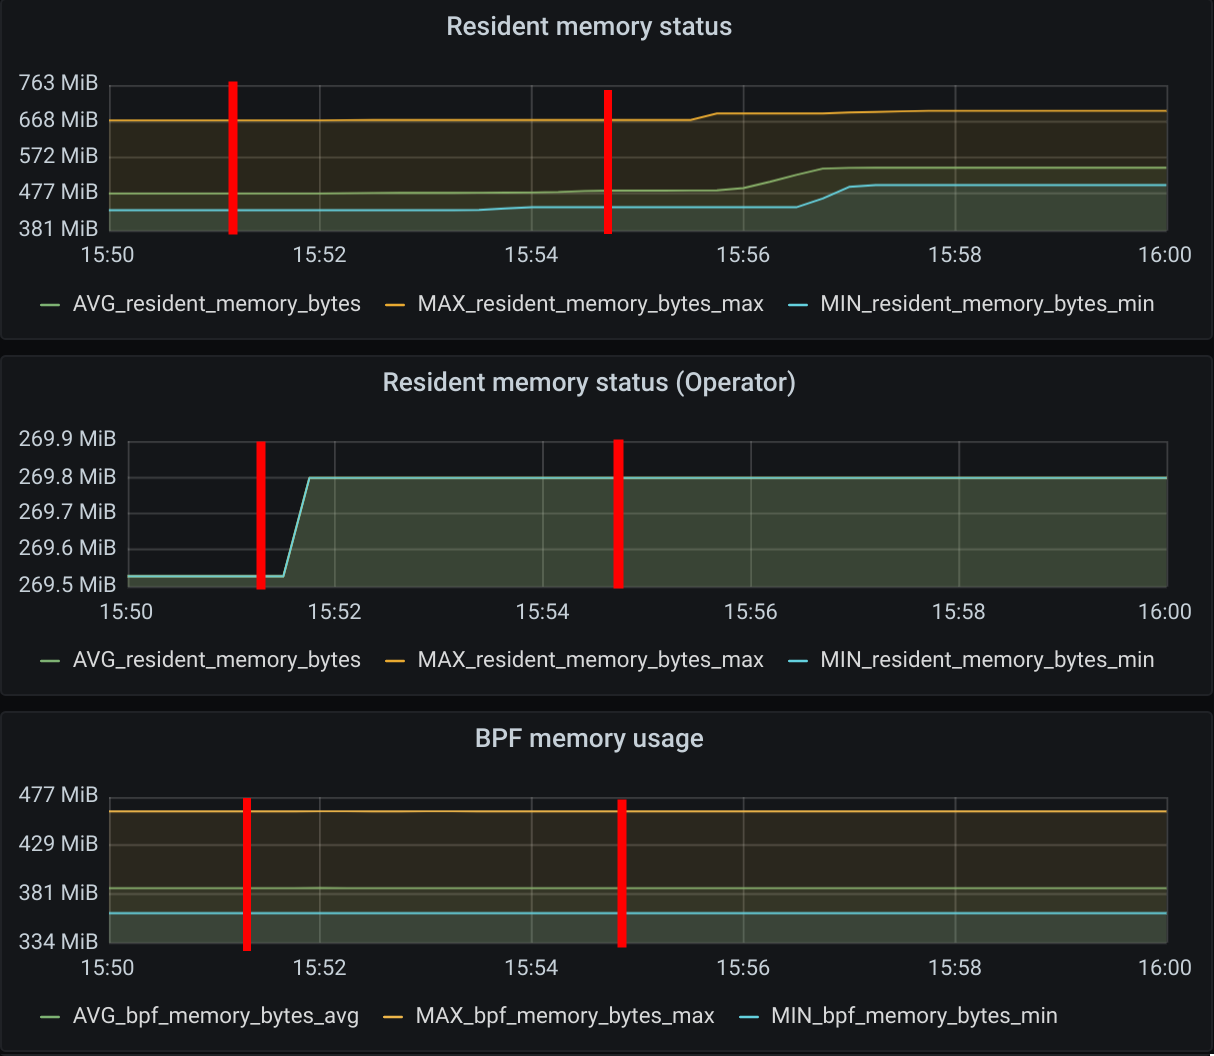 Resident memory status
763 MiB
668 MiB
572 MiB
477 MiB
381 MiB
15:50 15:52 15:54 15:56 15:58 16:00
AVG_resident_memory_bytes MAX_resident_memory_bytes_max MIN_resident_memory_bytes_min
Resident memory status (Operator)
269.9 MiB
269.8 MiB
269.7 MiB
269.6 MiB
269.5 MiB
15:50 15:52 15:54 15:56 15:58 16:00
AVG_resident_memory_bytes MAX_resident_memory_bytes_max MIN_resident_memory_bytes_min
BPF memory usage
477 MiB
429 MiB
381 MiB
334 MiB
15:50 15:52 15:54 15:56 15:58 16:00
AVG_bpf_memory_bytes_avg MAX_bpf_memory_bytes_max MIN_bpf_memory_bytes_min